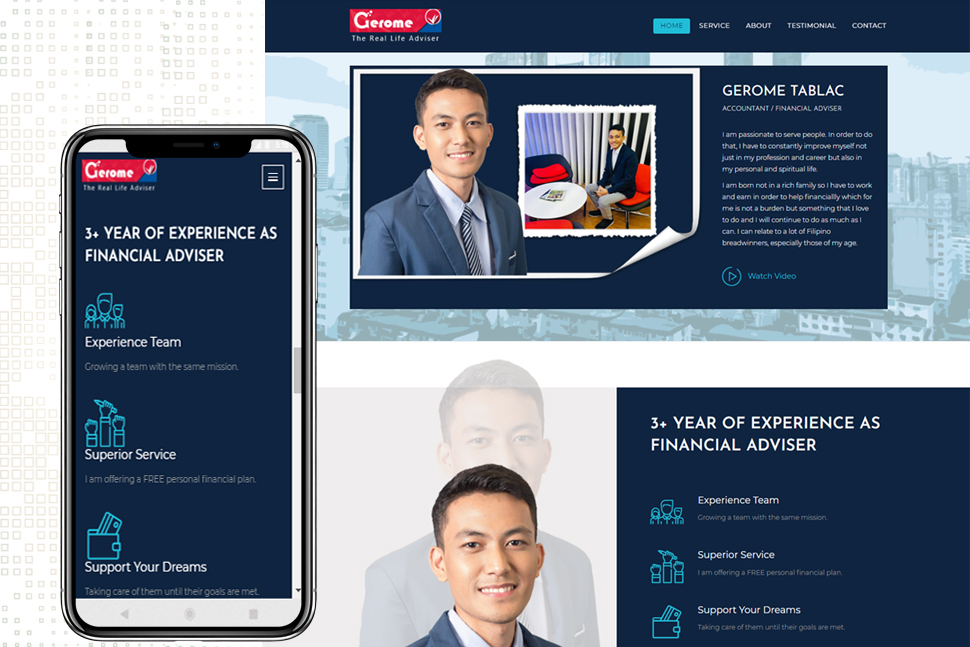 Gerome
The Real Life Adviser
HOME SERVICE ABOUT TESTIMONIAL CONTACT
GEROME TABLAC
ACCOUNTANT / FINANCIAL ADVISER
I am passionate to serve people. In order to do
that, I have to constantly improve myself not
just in my profession and career but also in
my personal and spiritual life.
I am born not in a rich family so I have to work
and earn in order to help financiallly which for
me is not a burden but something that I love
to do and I will continue to do as much as I
can. I can relate to a lot of Filipino
breadwinners, especially those of my age.
Watch Video
Gerome
The Real Life Adviser
3+ YEAR OF EXPERIENCE AS
FINANCIAL ADVISER
Experience Team
Growing a team with the same mission.
Superior Service
I am offering a FREE personal financial plan.
Support Your Dreams
Taking care of them until their goals are met.
3+ YEAR OF EXPERIENCE AS
FINANCIAL ADVISER
Experience Team
Growing a team with the same mission.
Superior Service
I am offering a FREE personal financial plan.
Support Your Dreams
Taking care of them until their goals are met.